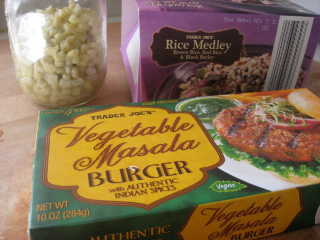 TRADER JOE'S
Rice Medley
Brown Rice, Red Rice
& Black Barley
TRADER JOE'S
Vegetable
Masala
BURGER
with AUTHENTIC
INDIAN SPICES
NET WT
10 OZ (284g)
Vegan
Vegetable
Masala
BURGER
AUTHENTIC